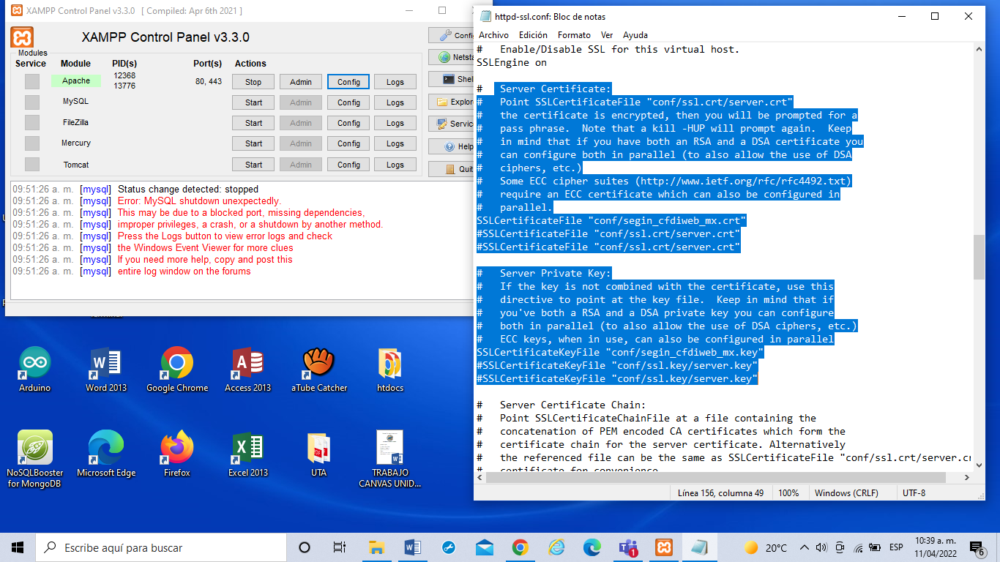 XAMPP Control Panel v3.3.0 [ Compiled: Apr 6th 2021 ]
XAMPP Control Panel v3.3.0
Modules
Service Module PID(s) Port(s) Actions
Apache 12368 13776 80, 443 Stop Admin Config Logs
MySQL Start Admin Config Logs
FileZilla Start Admin Config Logs
Mercury Start Admin Config Logs
Tomcat Start Admin Config Logs
Config
Netsta
Shell
Explor
Servic
Help
Quit
09:51:26 a. m. [mysql] Status change detected: stopped
09:51:26 a. m. [mysql] Error: MySQL shutdown unexpectedly.
09:51:26 a. m. [mysql] This may be due to a blocked port, missing dependencies,
09:51:26 a. m. [mysql] improper privileges, a crash, or a shutdown by another method.
09:51:26 a. m. [mysql] Press the Logs button to view error logs and check
09:51:26 a. m. [mysql] the Windows Event Viewer for more clues
09:51:26 a. m. [mysql] If you need more help, copy and post this
09:51:26 a. m. [mysql] entire log window on the forums
httpd-ssl.conf: Bloc de notas
Archivo Edición Formato Ver Ayuda
#   Enable/Disable SSL for this virtual host.
SSLEngine on
#   Server Certificate:
#   Point SSLCertificateFile "conf/ssl.crt/server.crt"
#   the certificate is encrypted, then you will be prompted for a
#   pass phrase.  Note that a kill -HUP will prompt again.  Keep
#   in mind that if you have both an RSA and a DSA certificate you
#   can configure both in parallel (to also allow the use of DSA
#   ciphers, etc.)
#   Some ECC cipher suites (http://www.ietf.org/rfc/rfc4492.txt)
#   require an ECC certificate which can also be configured in
#   parallel.
SSLCertificateFile "conf/segin_cfdiweb_mx.crt"
#SSLCertificateFile "conf/ssl.crt/server.crt"
#SSLCertificateFile "conf/ssl.crt/server.crt"
#   Server Private Key:
#   If the key is not combined with the certificate, use this
#   directive to point at the key file.  Keep in mind that if
#   you've both a RSA and a DSA private key you can configure
#   both in parallel (to also allow the use of DSA ciphers, etc.)
#   ECC keys, when in use, can also be configured in parallel
SSLCertificateKeyFile "conf/segin_cfdiweb_mx.key"
#SSLCertificateKeyFile "conf/ssl.key/server.key"
#SSLCertificateKeyFile "conf/ssl.key/server.key"
#   Server Certificate Chain:
#   Point SSLCertificateChainFile at a file containing the
#   concatenation of PEM encoded CA certificates which form the
#   certificate chain for the server certificate. Alternatively
#   the referenced file can be the same as SSLCertificateFile "conf/ssl.crt/server.cr
#   certificate for convenience
Línea 156, columna 49 100% Windows (CRLF) UTF-8
Arduino
Word 2013
Google Chrome
Access 2013
aTube Catcher
htdocs
NoSQLBooster
for MongoDB
Microsoft Edge
Firefox
Excel 2013
UTA
TRABAJO
CANVAS UNID...
Escribe aquí para buscar
1
20°C
ESP
10:39 a. m.
11/04/2022
6